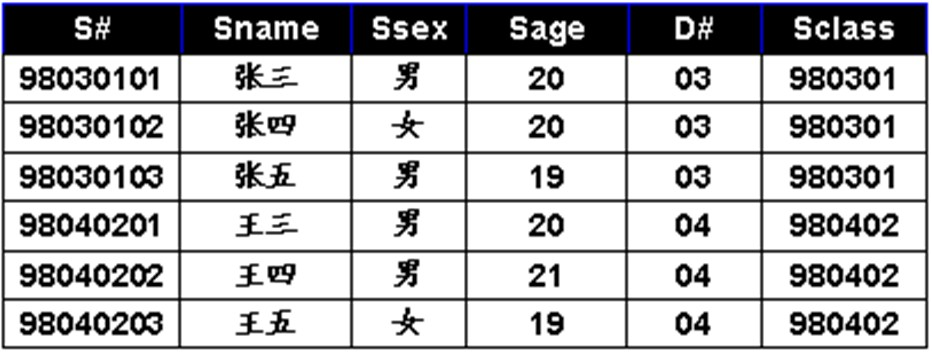 S# Sname Ssex Sage D# Sclass
98030101 张三 男 20 03 980301
98030102 张四 女 20 03 980301
98030103 张五 男 19 03 980301
98040201 王三 男 20 04 980402
98040202 王四 男 21 04 980402
98040203 王五 女 19 04 980402